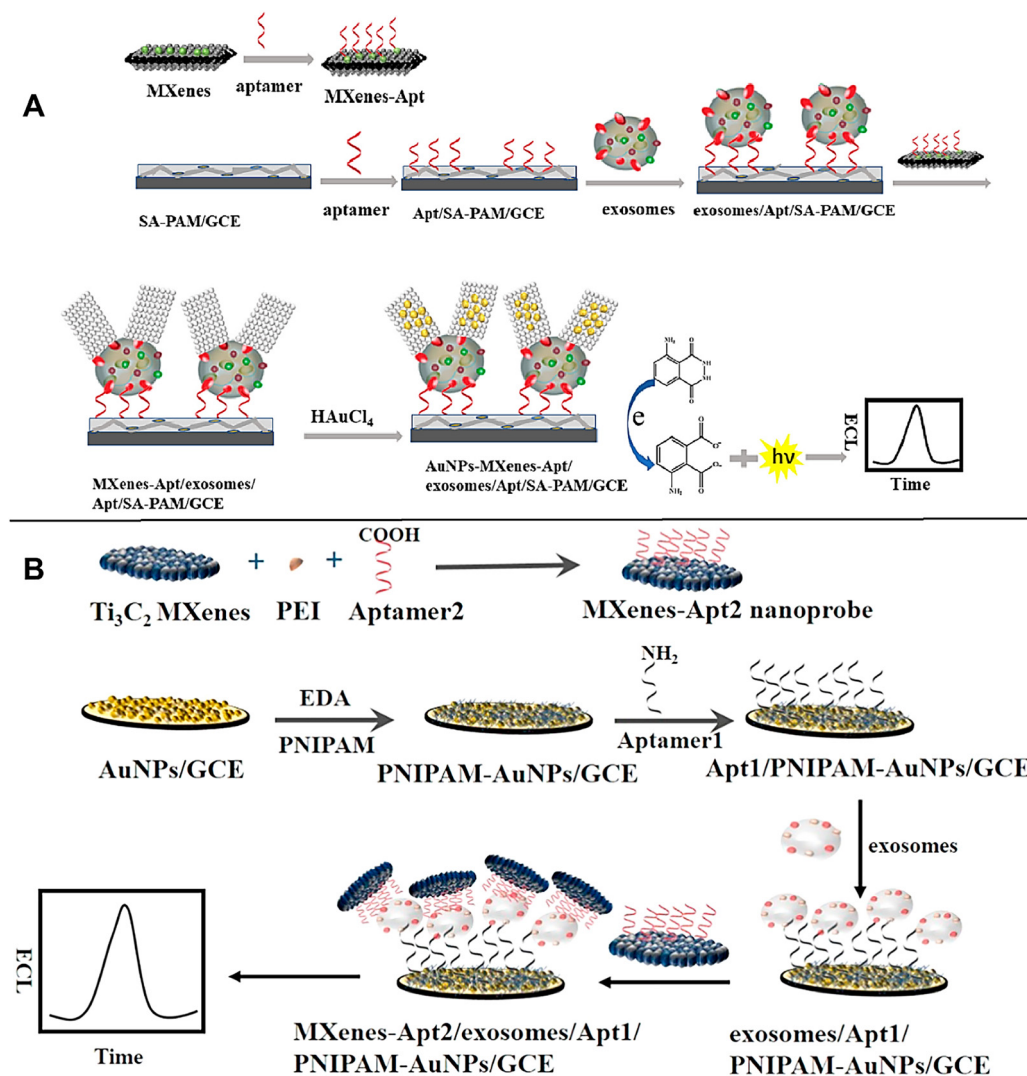 A
MXenes
aptamer
MXenes-Apt
SA-PAM/GCE
aptamer
Apt/SA-PAM/GCE
exosomes
exosomes/Apt/SA-PAM/GCE
MXenes-Apt/exosomes/
Apt/SA-PAM/GCE
HAuCl₄
AuNPs-MXenes-Apt/
exosomes/Apt/SA-PAM/GCE
NH₂
O
NH
NH
O
e
O
O⁻
O⁻
O
NH₂
hν
ECL
Time
B
COOH
Ti₃C₂ MXenes
+
PEI
+
Aptamer2
MXenes-Apt2 nanoprobe
AuNPs/GCE
EDA
PNIPAM
PNIPAM-AuNPs/GCE
NH₂
Aptamer1
Apt1/PNIPAM-AuNPs/GCE
exosomes
exosomes/Apt1/
PNIPAM-AuNPs/GCE
MXenes-Apt2/exosomes/Apt1/
PNIPAM-AuNPs/GCE
ECL
Time